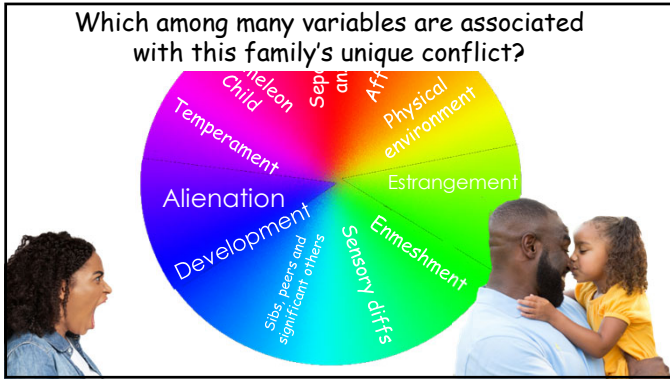 Which among many variables are associated
with this family's unique conflict?
Child
Physical
environment
Temperament
Estrangement
Alienation
Enmeshment
Development
Sensory diffs
Sibs, peers and
significant others